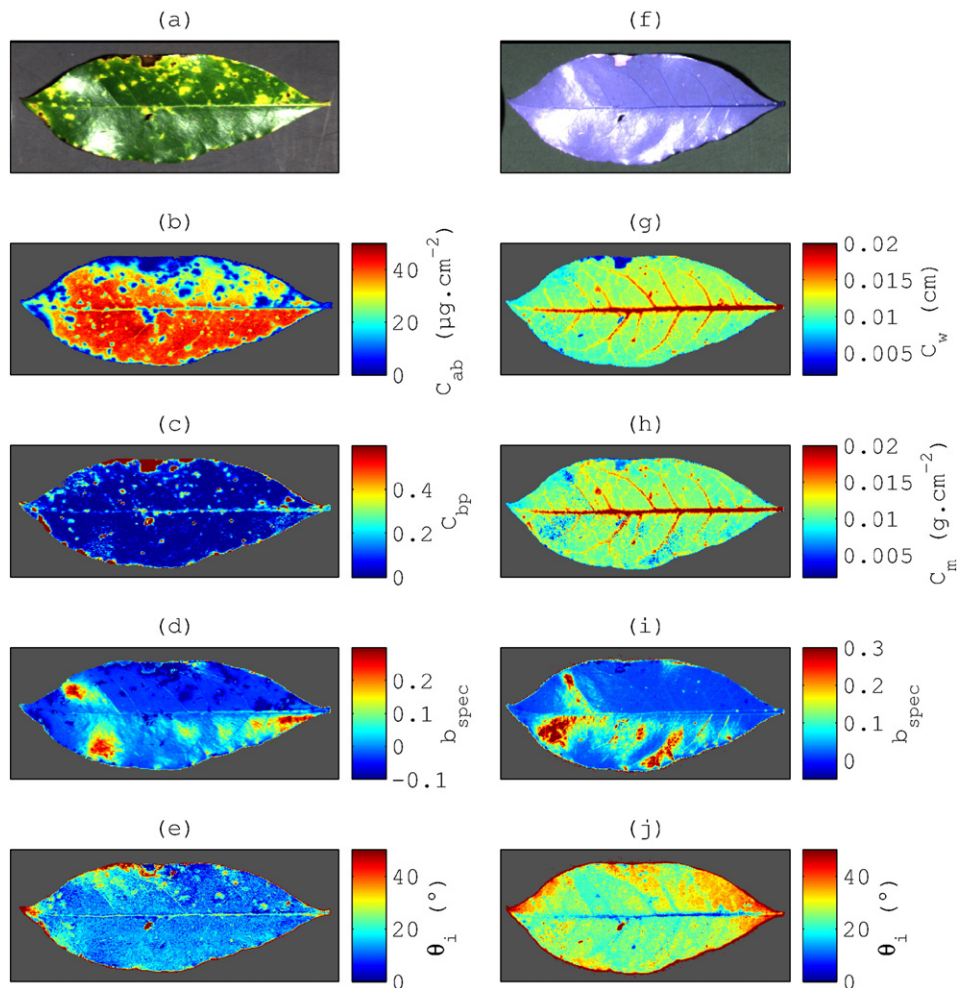 (a)
(f)
(b)
40
20
0
C_ab (μg.cm⁻²)
(g)
0.02
0.015
0.01
0.005
C_w (cm)
(c)
0.4
0.2
0
C_bp
(h)
0.02
0.015
0.01
0.005
C_m (g.cm⁻²)
(d)
0.2
0.1
0
-0.1
b_spec
(i)
0.3
0.2
0.1
0
b_spec
(e)
40
20
0
θ_i (°)
(j)
40
20
0
θ_i (°)